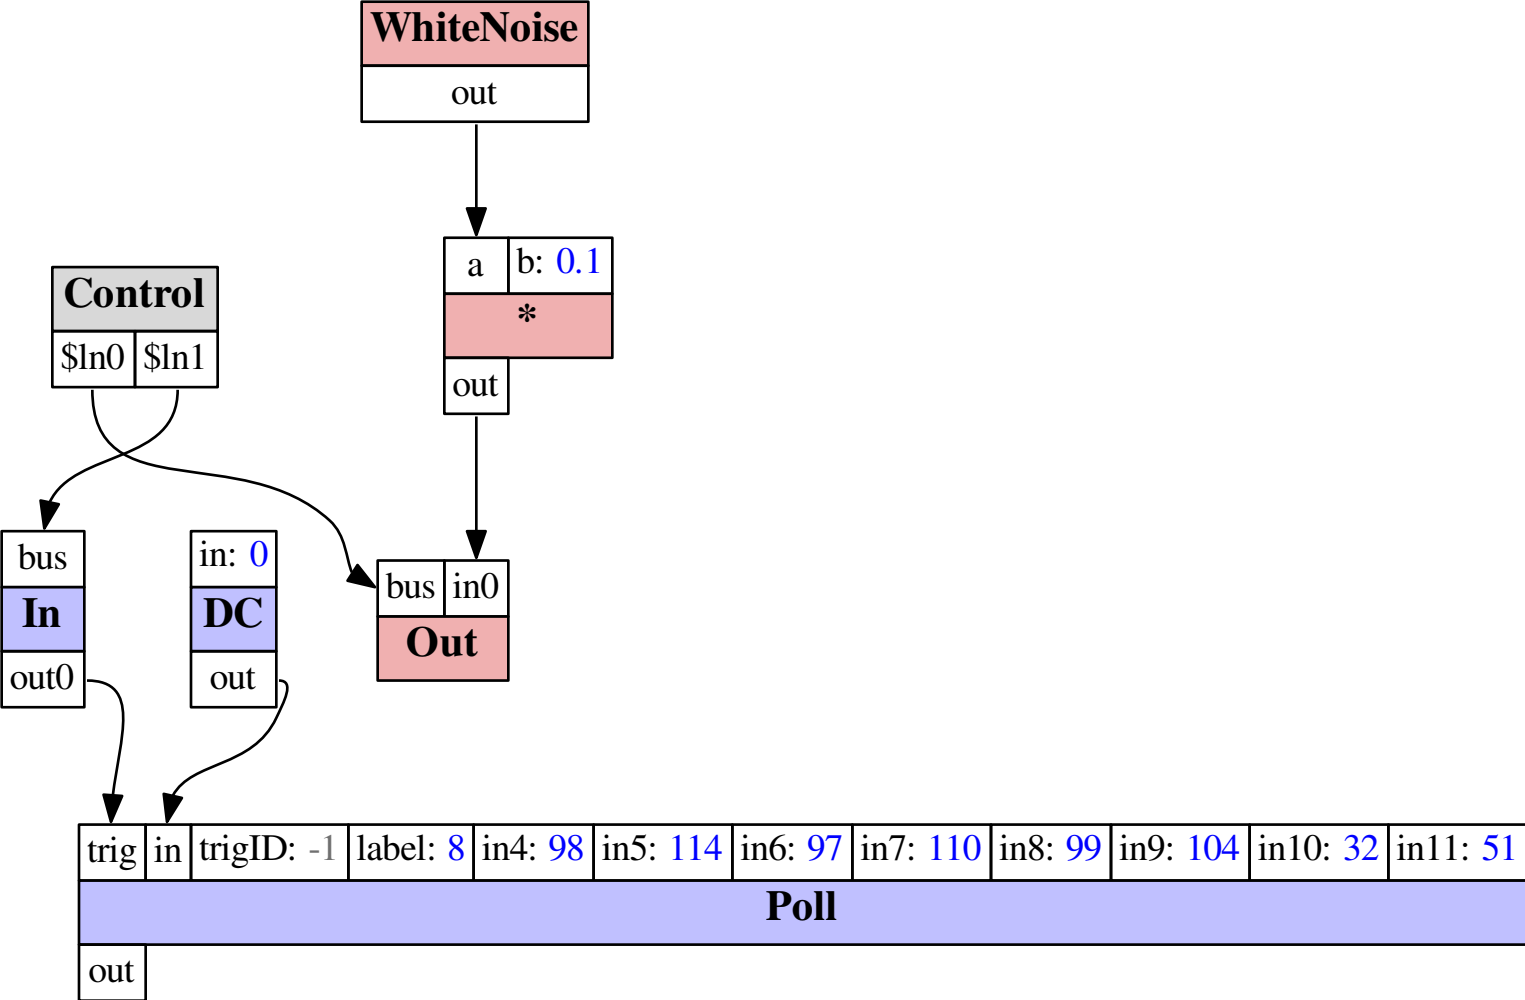 WhiteNoise
out
a b: 0.1
*
out
Control
$ln0 $ln1
bus
In
out0
in: 0
DC
out
bus in0
Out
trig in trigID: -1 label: 8 in4: 98 in5: 114 in6: 97 in7: 110 in8: 99 in9: 104 in10: 32 in11: 51
Poll
out